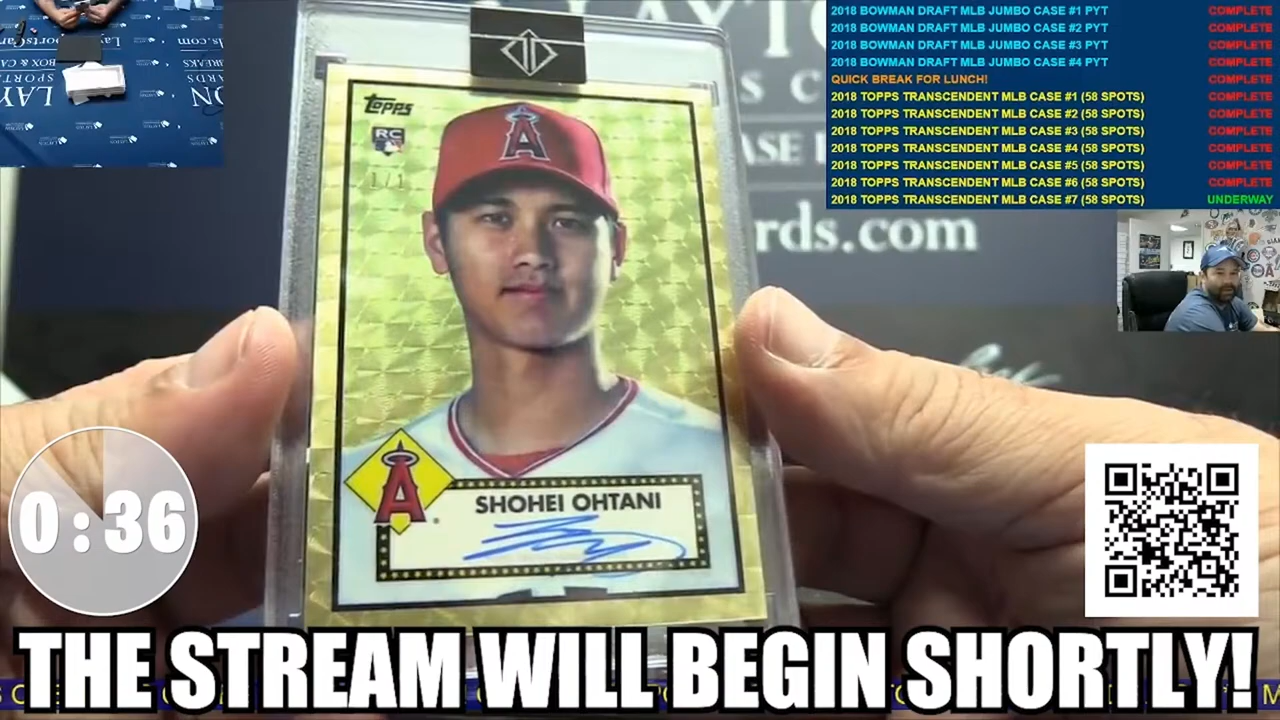 2018 BOWMAN DRAFT MLB JUMBO CASE #1 PYT COMPLETE
2018 BOWMAN DRAFT MLB JUMBO CASE #2 PYT COMPLETE
2018 BOWMAN DRAFT MLB JUMBO CASE #3 PYT COMPLETE
2018 BOWMAN DRAFT MLB JUMBO CASE #4 PYT COMPLETE
QUICK BREAK FOR LUNCH! COMPLETE
2018 TOPPS TRANSCENDENT MLB CASE #1 (58 SPOTS) COMPLETE
2018 TOPPS TRANSCENDENT MLB CASE #2 (58 SPOTS) COMPLETE
2018 TOPPS TRANSCENDENT MLB CASE #3 (58 SPOTS) COMPLETE
2018 TOPPS TRANSCENDENT MLB CASE #4 (58 SPOTS) COMPLETE
2018 TOPPS TRANSCENDENT MLB CASE #5 (58 SPOTS) COMPLETE
2018 TOPPS TRANSCENDENT MLB CASE #6 (58 SPOTS) COMPLETE
2018 TOPPS TRANSCENDENT MLB CASE #7 (58 SPOTS) UNDERWAY
Topps
RC
1/1
A
rds.com
A
SHOHEI OHTANI
0:36
THE STREAM WILL BEGIN SHORTLY!